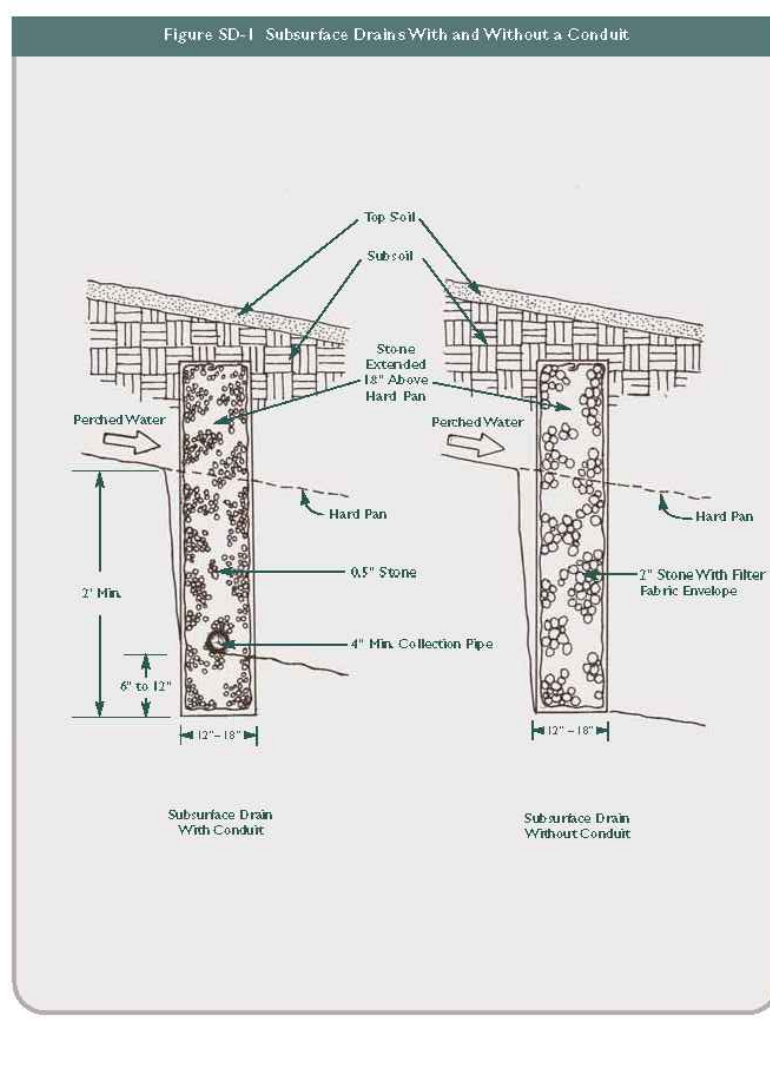 Figure SD-1 Subsurface Drains With and Without a Conduit
Top Soil
Subsoil
Stone
Extended
18" Above
Hard Pan
Perched Water
Perched Water
Hard Pan
Hard Pan
0.5" Stone
2" Stone With Filter
Fabric Envelope
2' Min.
4" Min. Collection Pipe
6" to 12"
12"–18"
12"–18"
Subsurface Drain
With Conduit
Subsurface Drain
Without Conduit